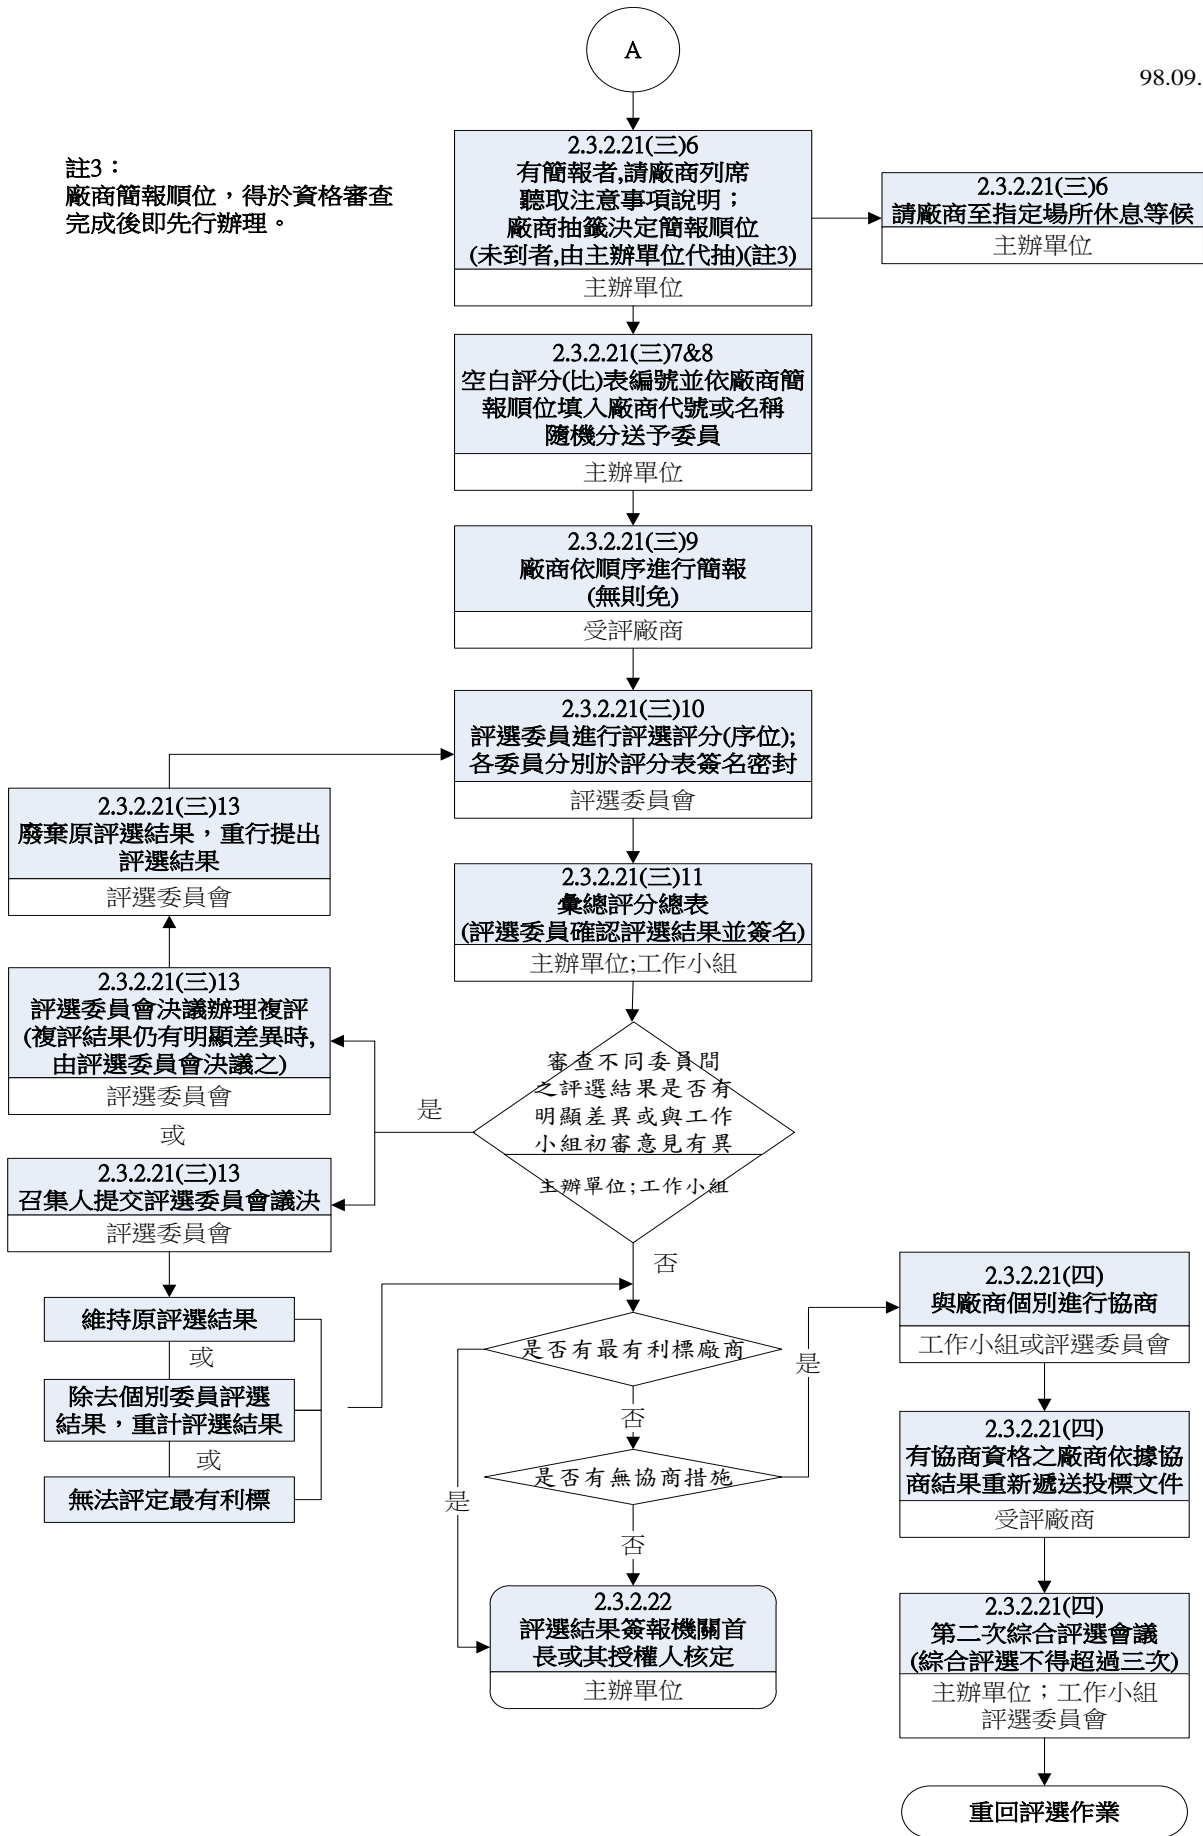 A
98.09.
註3：
廠商簡報順位，得於資格審查
完成後即先行辦理。
2.3.2.21(三)6
有簡報者,請廠商列席
聽取注意事項說明；
廠商抽籤決定簡報順位
(未到者,由主辦單位代抽)(註3)
主辦單位
2.3.2.21(三)6
請廠商至指定場所休息等候
主辦單位
2.3.2.21(三)7&8
空白評分(比)表編號並依廠商簡
報順位填入廠商代號或名稱
隨機分送予委員
主辦單位
2.3.2.21(三)9
廠商依順序進行簡報
(無則免)
受評廠商
2.3.2.21(三)10
評選委員進行評選評分(序位);
各委員分別於評分表簽名密封
評選委員會
2.3.2.21(三)13
廢棄原評選結果，重行提出
評選結果
評選委員會
2.3.2.21(三)11
彙總評分總表
(評選委員確認評選結果並簽名)
主辦單位;工作小組
2.3.2.21(三)13
評選委員會決議辦理複評
(複評結果仍有明顯差異時,
由評選委員會決議之)
評選委員會
或
是
審查不同委員間
之評選結果是否有
明顯差異或與工作
小組初審意見有異
主辦單位;工作小組
2.3.2.21(三)13
召集人提交評選委員會議決
評選委員會
否
維持原評選結果
或
除去個別委員評選
結果，重計評選結果
或
無法評定最有利標
是否有最有利標廠商
是
否
是否有無協商措施
是
否
2.3.2.22
評選結果簽報機關首
長或其授權人核定
主辦單位
2.3.2.21(四)
與廠商個別進行協商
工作小組或評選委員會
2.3.2.21(四)
有協商資格之廠商依據協
商結果重新遞送投標文件
受評廠商
2.3.2.21(四)
第二次綜合評選會議
(綜合評選不得超過三次)
主辦單位；工作小組
評選委員會
重回評選作業